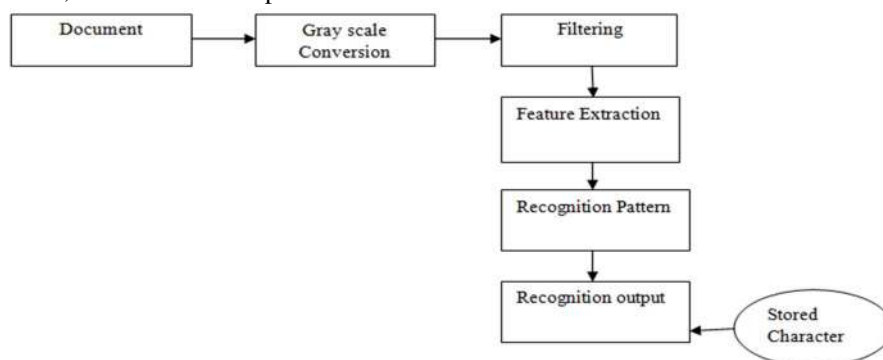 Document
Gray scale
Conversion
Filtering
Feature Extraction
Recognition Pattern
Recognition output
Stored
Character